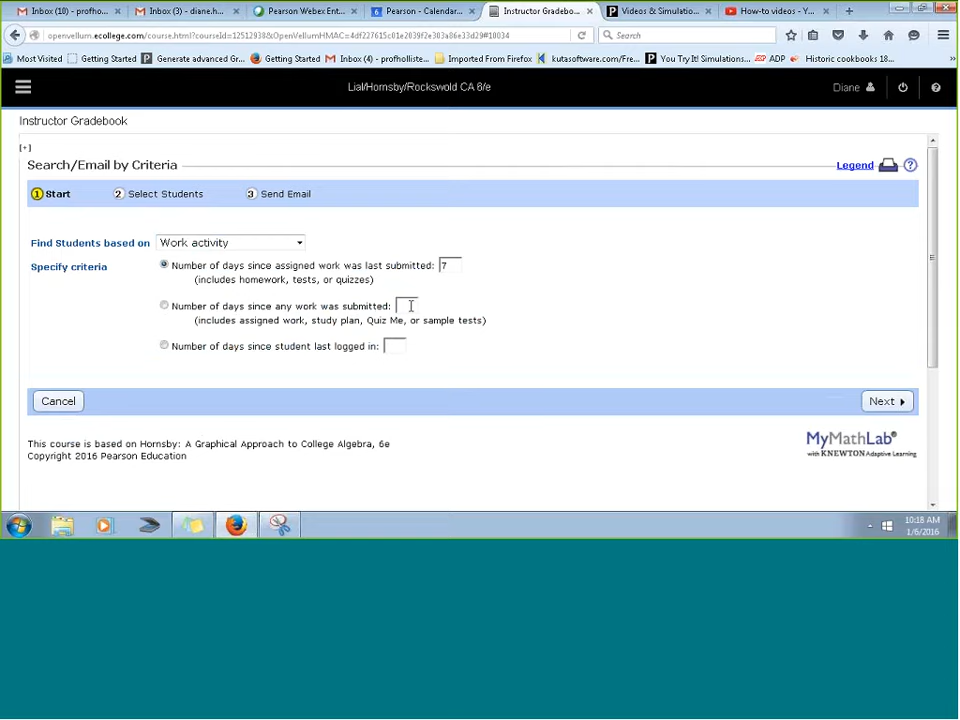 Inbox (10) - profho...
Inbox (3) - diane.h...
Pearson Webex Ent...
Pearson - Calendar...
Instructor Gradebo...
Videos & Simulatio...
How-to videos - Y...
openvellum.ecollege.com/course.html?courseId=12512938&OpenVellumHMAC=4df227615c01e2039f2e303a86e33d29#10034
Search
Most Visited
Getting Started
Generate advanced Gr...
Getting Started
Inbox (4) - profholliste...
Imported From Firefox
kutasoftware.com/Fre...
You Try It! Simulations...
ADP
Historic cookbooks 18...
Lial/Hornsby/Rockswold CA 6/e
Diane
Instructor Gradebook
[+]
Search/Email by Criteria
Legend
1 Start
2 Select Students
3 Send Email
Find Students based on Work activity
Specify criteria
Number of days since assigned work was last submitted: 7
(includes homework, tests, or quizzes)
Number of days since any work was submitted:
(includes assigned work, study plan, Quiz Me, or sample tests)
Number of days since student last logged in:
Cancel
Next
This course is based on Hornsby: A Graphical Approach to College Algebra, 6e
Copyright 2016 Pearson Education
MyMathLab®
with KNEWTON Adaptive Learning
10:18 AM
1/6/2016